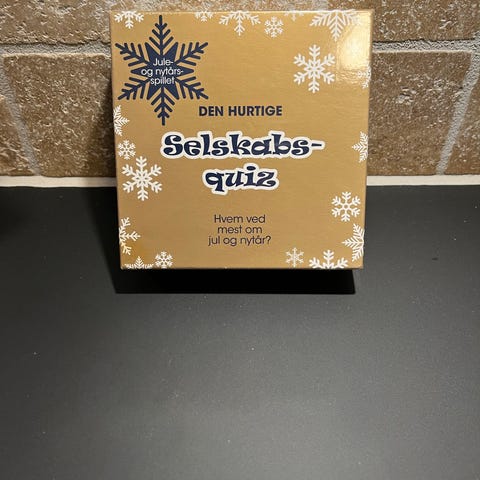 Jule-
og nytårs-
spillet
DEN HURTIGE
Selskabs-
quiz
Hvem ved
mest om
jul og nytår?